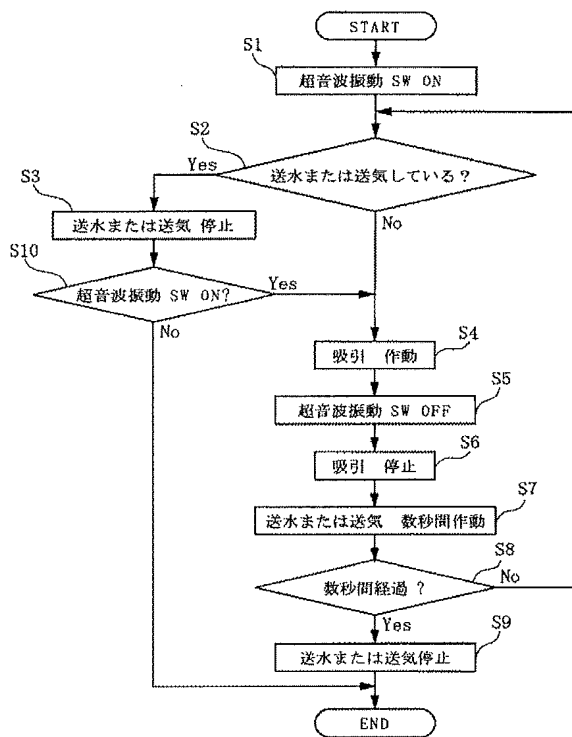 START
S1
超音波振動 SW ON
S2
送水または送気している？
Yes
No
S3
送水または送気 停止
S10
超音波振動 SW ON?
Yes
No
S4
吸引 作動
S5
超音波振動 SW OFF
S6
吸引 停止
S7
送水または送気 数秒間作動
S8
数秒間経過 ？
No
Yes
S9
送水または送気停止
END